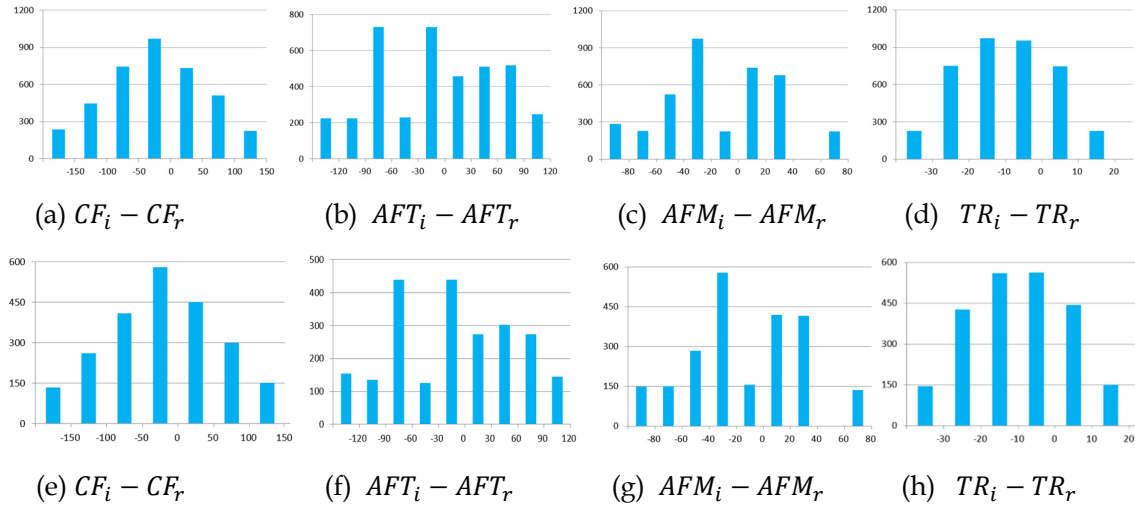 1200
900
600
300
0
-150 -100 -50 0 50 100 150
(a) CF_i − CF_r
800
600
400
200
0
-120 -90 -60 -30 0 30 60 90 120
(b) AFT_i − AFT_r
1200
900
600
300
0
-80 -60 -40 -20 0 20 40 60 80
(c) AFM_i − AFM_r
1200
900
600
300
0
-30 -20 -10 0 10 20
(d) TR_i − TR_r
600
450
300
150
0
-150 -100 -50 0 50 100 150
(e) CF_i − CF_r
500
400
300
200
100
0
-120 -90 -60 -30 0 30 60 90 120
(f) AFT_i − AFT_r
600
450
300
150
0
-80 -60 -40 -20 0 20 40 60 80
(g) AFM_i − AFM_r
600
450
300
150
0
-30 -20 -10 0 10 20
(h) TR_i − TR_r